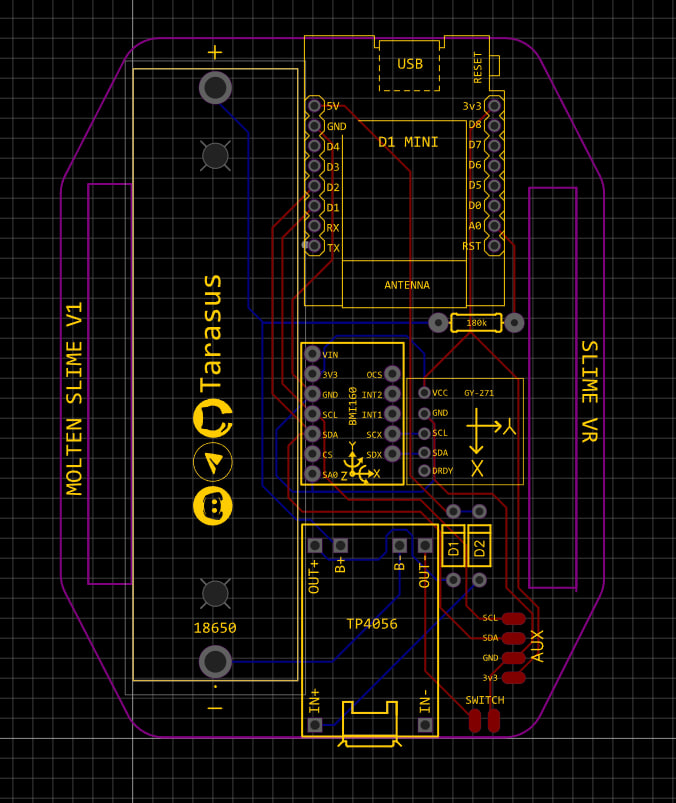 +
USB
RESET
5V
GND
D4
D3
D2
D1
RX
TX
3v3
D8
D7
D6
D5
D0
A0
RST
D1 MINI
ANTENNA
180k
MOLTEN SLIME V1
Tarasus
18650
–
SLIME VR
VIN
3V3
GND
SCL
SDA
CS
SA0
OCS
INT2
INT1
SCX
SDX
BMI160
Y
Z
X
VCC
GND
SCL
SDA
DRDY
GY-271
Y
X
OUT+
B+
B-
OUT-
TP4056
IN+
IN-
D1
D2
SCL
SDA
GND
3v3
AUX
SWITCH